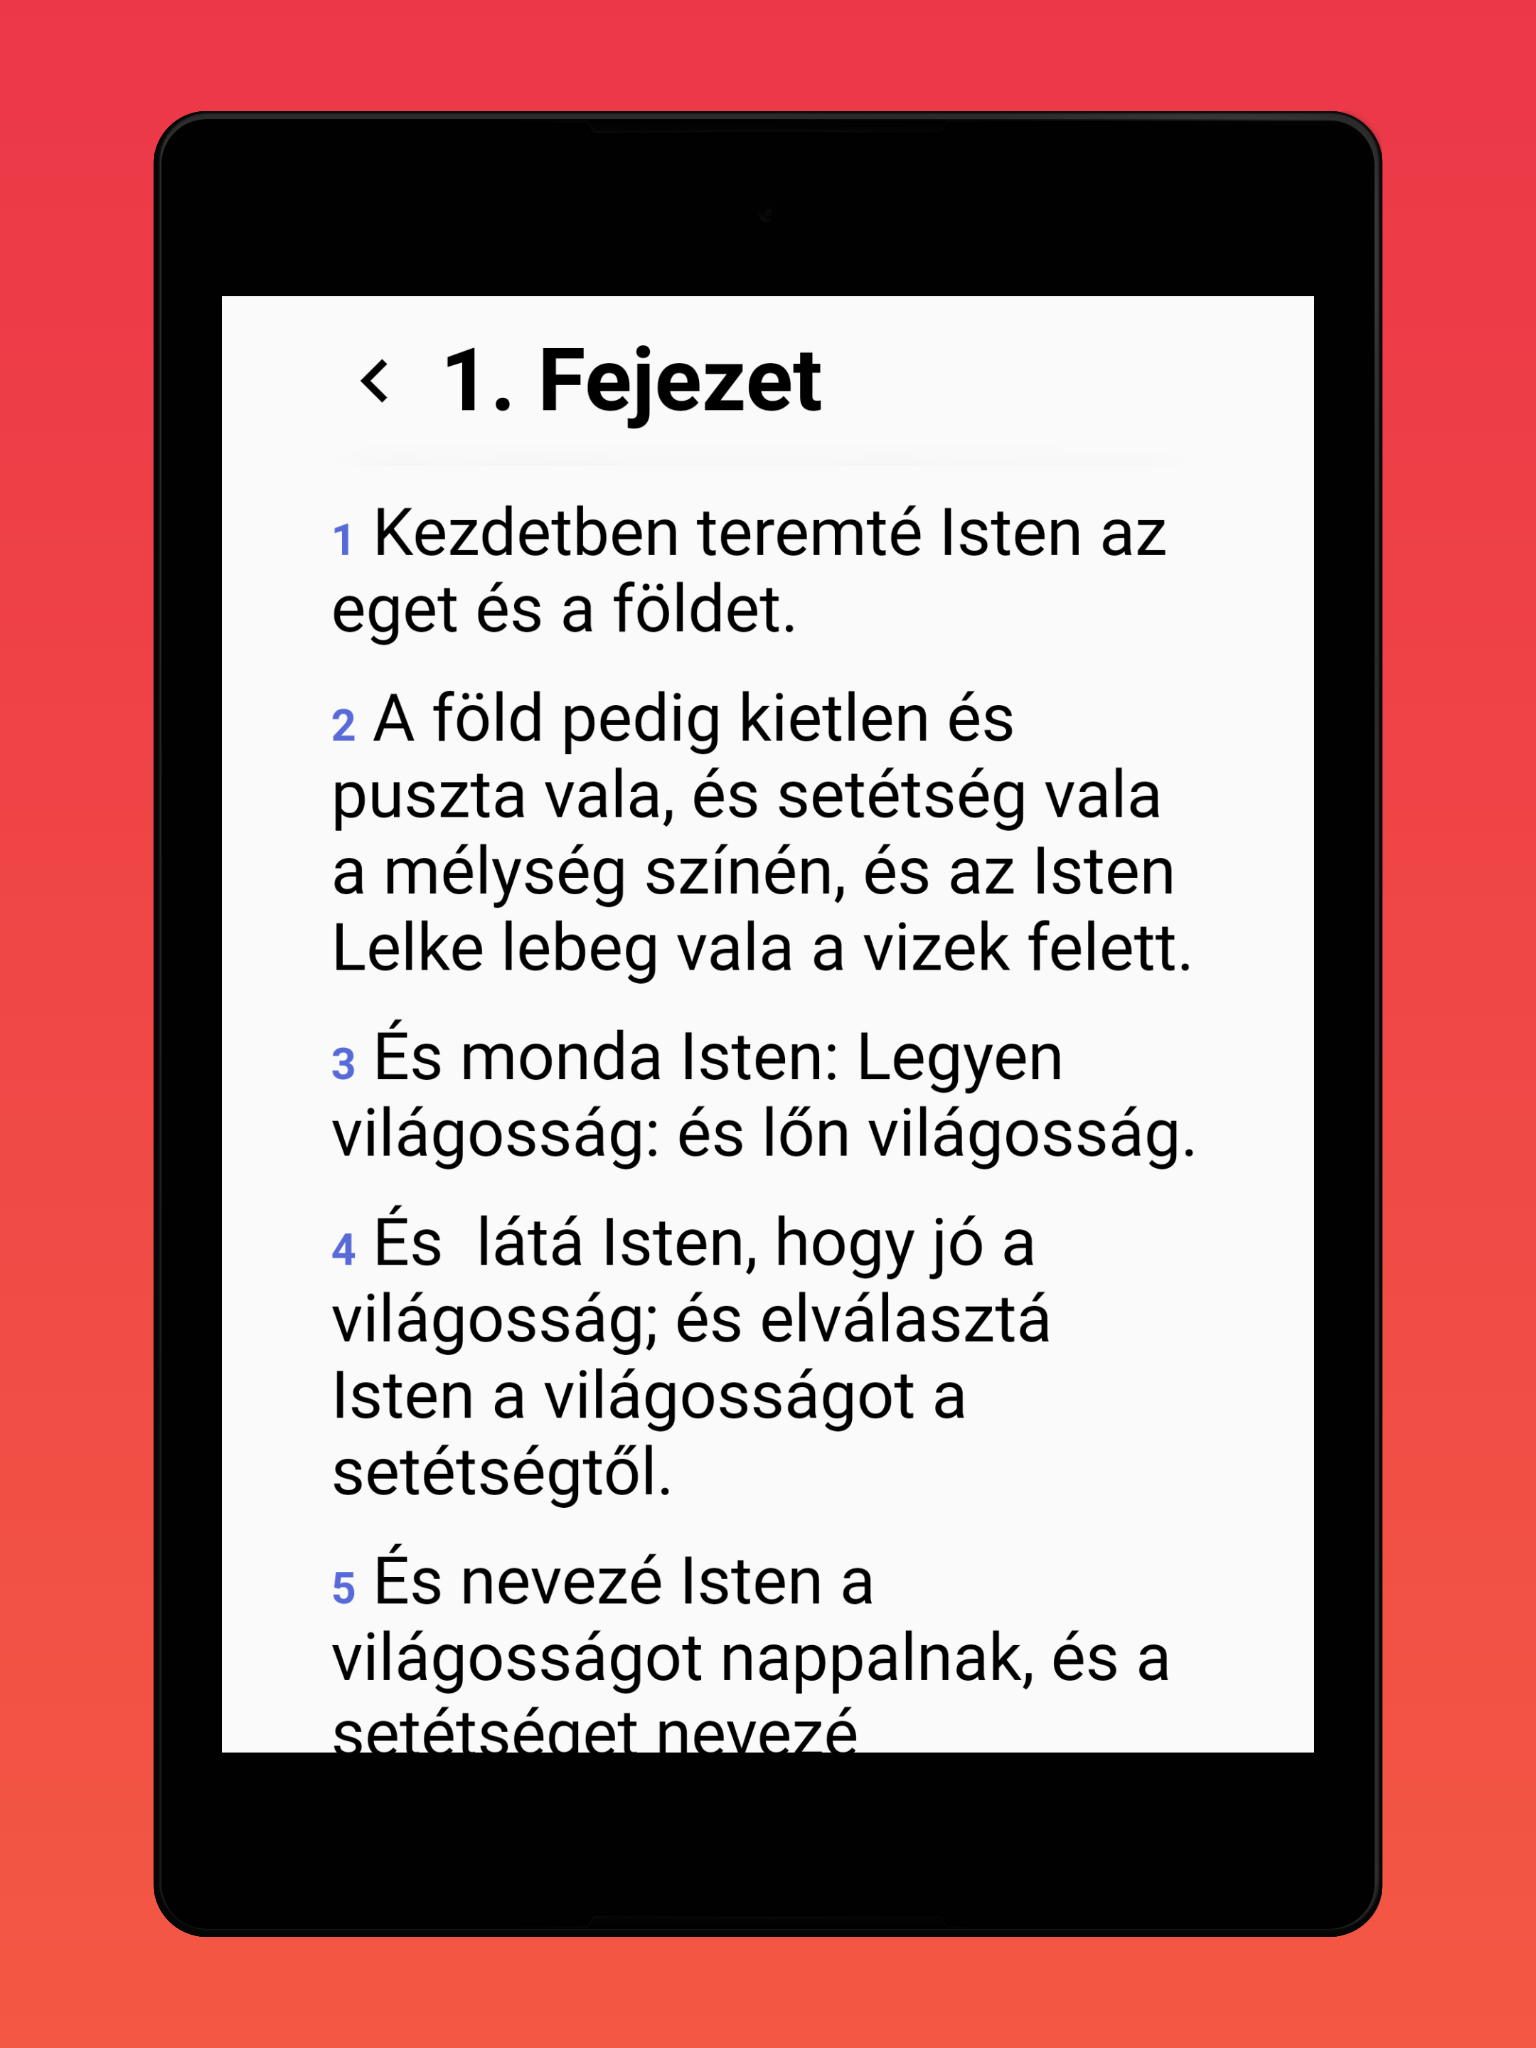 1. Fejezet
1 Kezdetben teremté Isten az
eget és a földet.
2 A föld pedig kietlen és
puszta vala, és setétség vala
a mélység színén, és az Isten
Lelke lebeg vala a vizek felett.
3 És monda Isten: Legyen
világosság: és lőn világosság.
4 És  látá Isten, hogy jó a
világosság; és elválasztá
Isten a világosságot a
setétségtől.
5 És nevezé Isten a
világosságot nappalnak, és a
setétséget nevezé